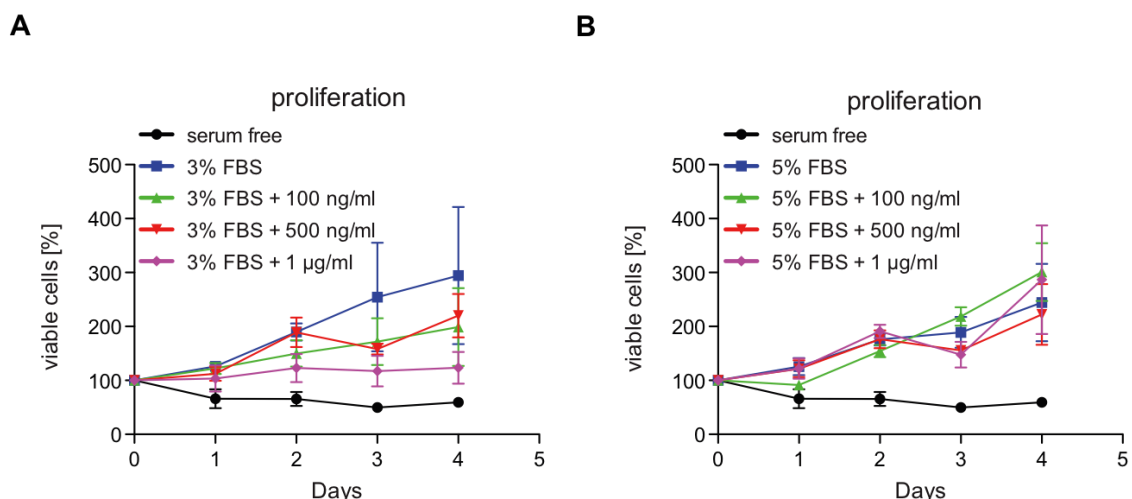 A
proliferation
serum free
3% FBS
3% FBS + 100 ng/ml
3% FBS + 500 ng/ml
3% FBS + 1 µg/ml
viable cells [%]
500
400
300
200
100
0
0 1 2 3 4 5
Days
B
proliferation
serum free
5% FBS
5% FBS + 100 ng/ml
5% FBS + 500 ng/ml
5% FBS + 1 µg/ml
viable cells [%]
500
400
300
200
100
0
0 1 2 3 4 5
Days